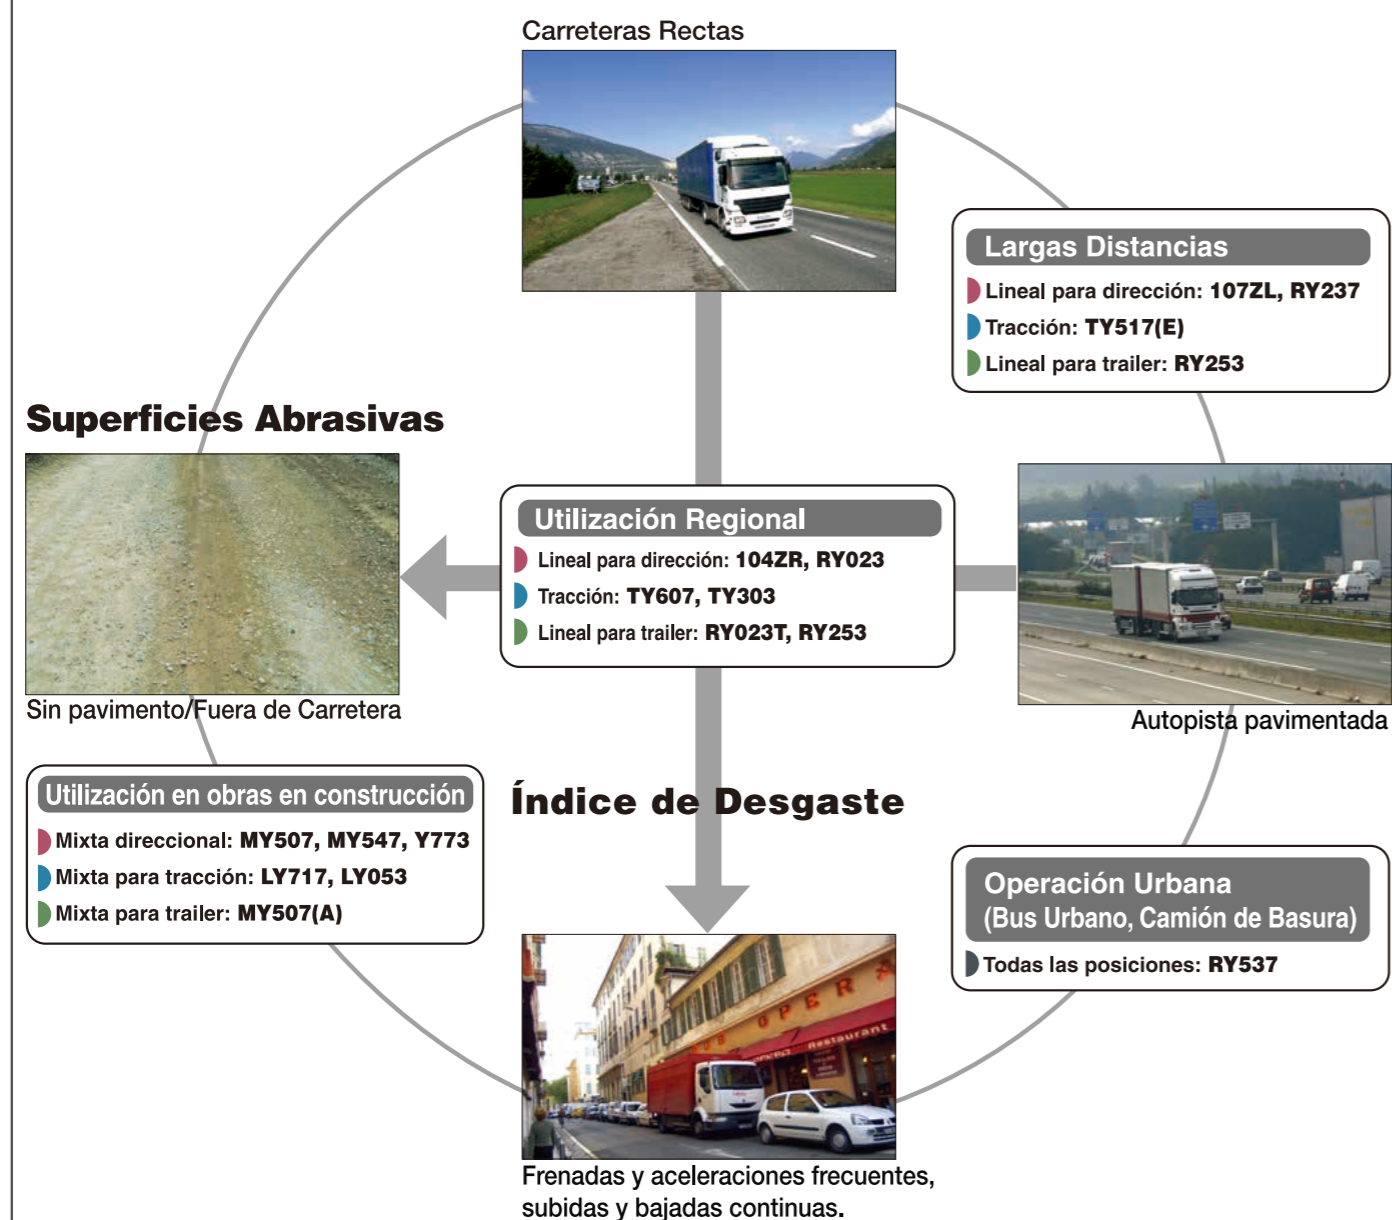 Carreteras Rectas
Largas Distancias
Lineal para dirección: 107ZL, RY237
Tracción: TY517(E)
Lineal para trailer: RY253
Superficies Abrasivas
Sin pavimento/Fuera de Carretera
Utilización Regional
Lineal para dirección: 104ZR, RY023
Tracción: TY607, TY303
Lineal para trailer: RY023T, RY253
Autopista pavimentada
Utilización en obras en construcción
Mixta direccional: MY507, MY547, Y773
Mixta para tracción: LY717, LY053
Mixta para trailer: MY507(A)
Índice de Desgaste
Operación Urbana
(Bus Urbano, Camión de Basura)
Todas las posiciones: RY537
OPERA
Restaurant
Frenadas y aceleraciones frecuentes,
subidas y bajadas continuas.